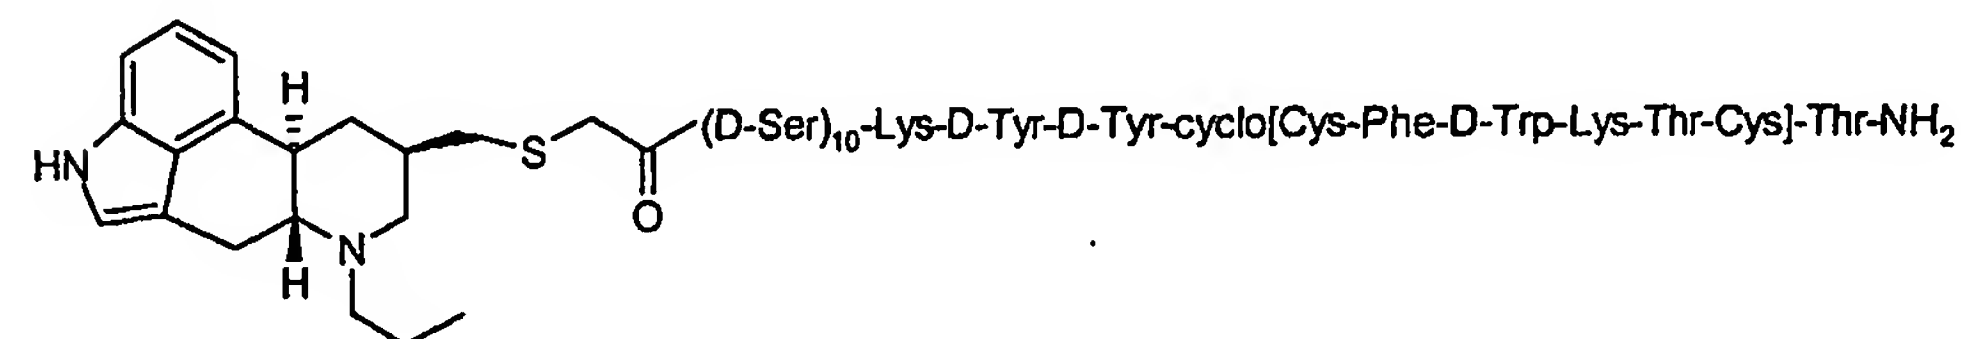 H
(D-Ser)10-Lys-D-Tyr-D-Tyr-cyclo[Cys-Phe-D-Trp-Lys-Thr-Cys]-Thr-NH2
S
HN
O
N
H